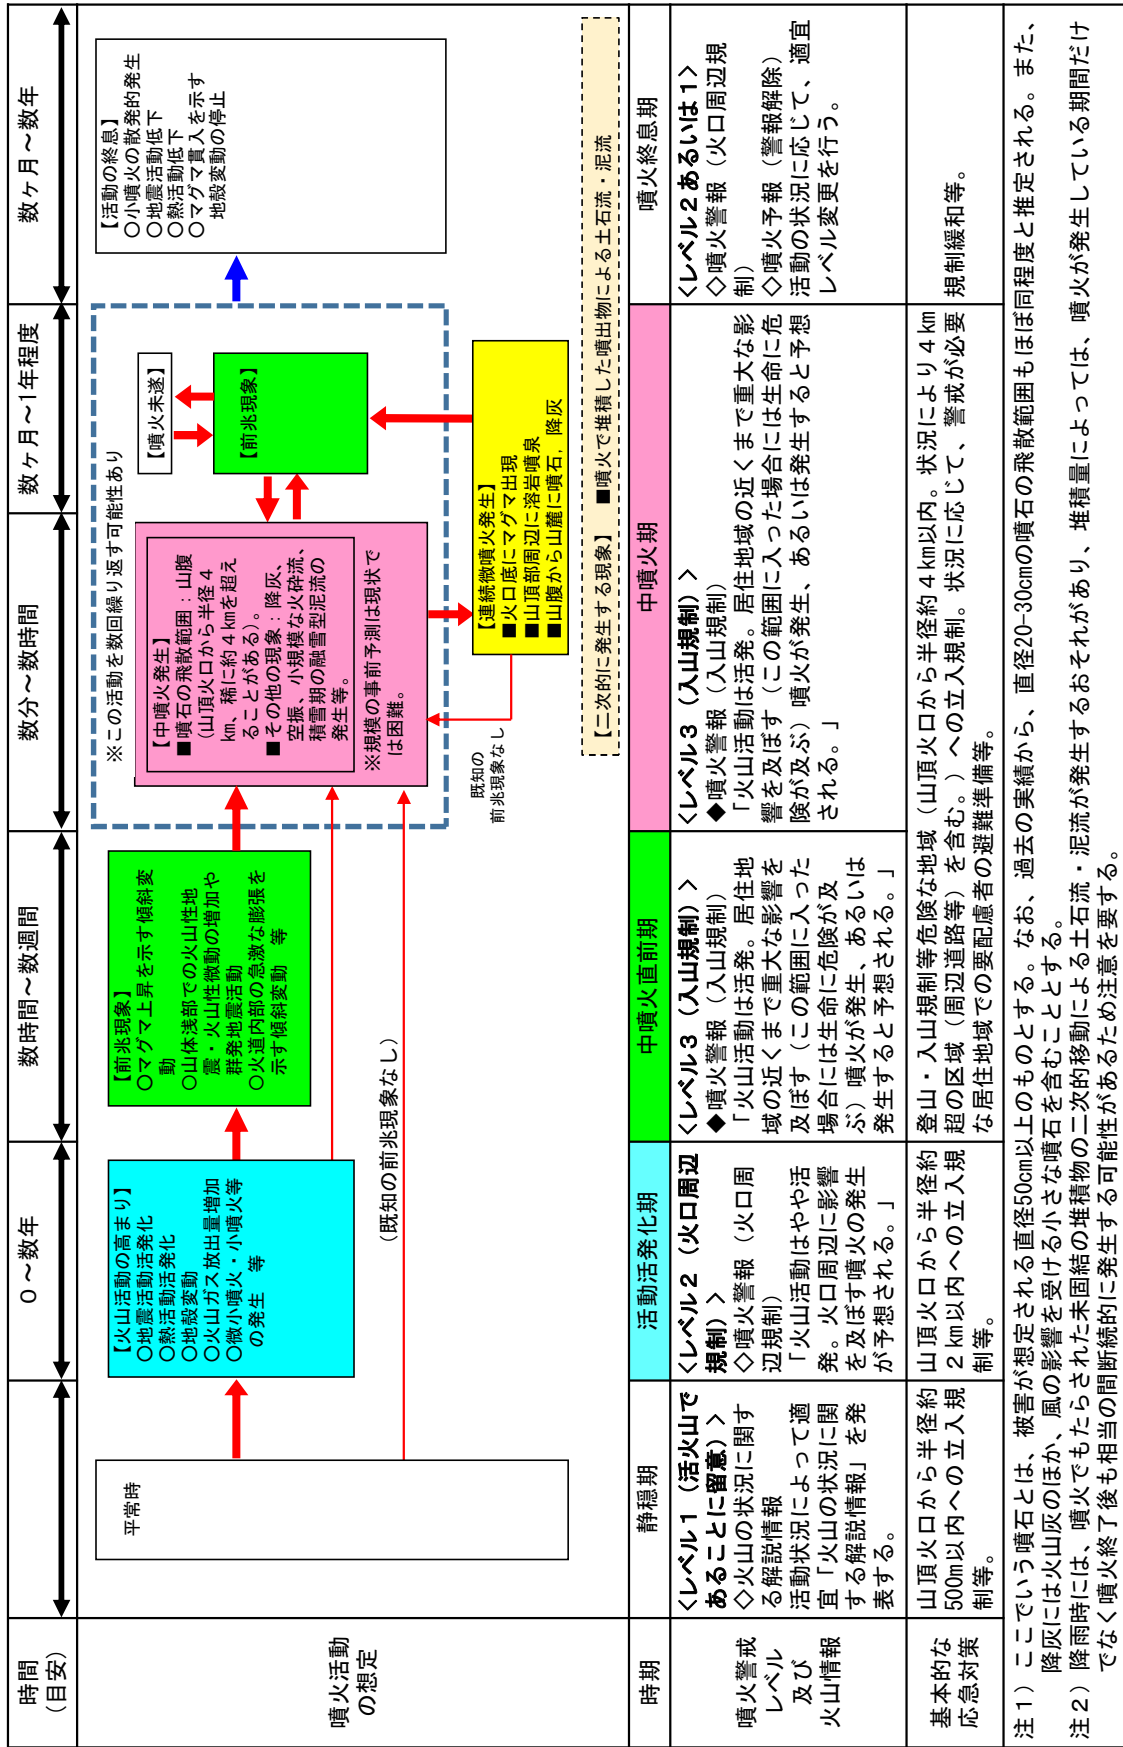 時間
(目安)
０～数年
数時間～数週間
数分～数時間
数ヶ月～1年程度
数ヶ月～数年
噴火活動
の想定
平常時
【火山活動の高まり】
○地震活動活発化
○熱活動活発化
○地殻変動
○火山ガス放出量増加
○微小噴火・小噴火等
の発生　等
(既知の前兆現象なし)
【前兆現象】
○マグマ上昇を示す傾斜変
動
○山体浅部での火山性地
震・火山性微動の増加や
群発地震活動
○火道内部の急激な膨張を
示す傾斜変動　等
※この活動を数回繰り返す可能性あり
【中噴火発生】
■噴石の飛散範囲：山腹
(山頂火口から半径４
km、稀に約４kmを超え
ることがある)。
■その他の現象：降灰、
空振、小規模な火砕流、
積雪期の融雪型泥流の
発生等。
※規模の事前予測は現状で
は困難。
【噴火未遂】
【前兆現象】
既知の
前兆現象なし
【連続微噴火発生】
■火口底にマグマ出現
■山頂部周辺に溶岩噴泉
■山腹から山麓に噴石，降灰
【二次的に発生する現象】　■噴火で堆積した噴出物による土石流・泥流
【活動の終息】
○小噴火の散発的発生
○地震活動低下
○熱活動低下
○マグマ貫入を示す
地殻変動の停止
時期
静穏期
活動活発化期
中噴火直前期
中噴火期
噴火終息期
噴火警戒
レベル
及び
火山情報
＜レベル１（活火山で
あることに留意）＞
◇火山の状況に関す
る解説情報
活動状況によって適
宜「火山の状況に関
する解説情報」を発
表する。
＜レベル２（火口周辺
規制）＞
◇噴火警報（火口周
辺規制）
「火山活動はやや活
発。火口周辺に影響
を及ぼす噴火の発生
が予想される。」
＜レベル３（入山規制）＞
◆噴火警報（入山規制）
「火山活動は活発。居住地
域の近くまで重大な影響を
及ぼす（この範囲に入った
場合には生命に危険が及
ぶ）噴火が発生、あるいは
発生すると予想される。」
＜レベル３（入山規制）＞
◆噴火警報（入山規制）
「火山活動は活発。居住地域の近くまで重大な影
響を及ぼす（この範囲に入った場合には生命に危
険が及ぶ）噴火が発生、あるいは発生すると予想
される。」
＜レベル２あるいは１＞
◇噴火警報（火口周辺規
制）
◇噴火予報（警報解除）
活動の状況に応じて、適宜
レベル変更を行う。
基本的な
応急対策
山頂火口から半径約
500m以内への立入規
制等。
山頂火口から半径約
２km以内への立入規
制等。
登山・入山規制等危険な地域（山頂火口から半径約４km以内。状況により４km
超の区域（周辺道路等）を含む。）への立入規制。状況に応じて、警戒が必要
な居住地域での要配慮者の避難準備等。
規制緩和等。
注１）ここでいう噴石とは、被害が想定される直径50cm以上のものとする。なお、過去の実績から、直径20-30cmの噴石の飛散範囲もほぼ同程度と推定される。また、
降灰には火山灰のほか、風の影響を受ける小さな噴石を含むこととする。
注２）降雨時には、噴火でもたらされた未固結の堆積物の二次的移動による土石流・泥流が発生するおそれがあり、堆積量によっては、噴火が発生している期間だけ
でなく噴火終了後も相当の間断続的に発生する可能性があるため注意を要する。